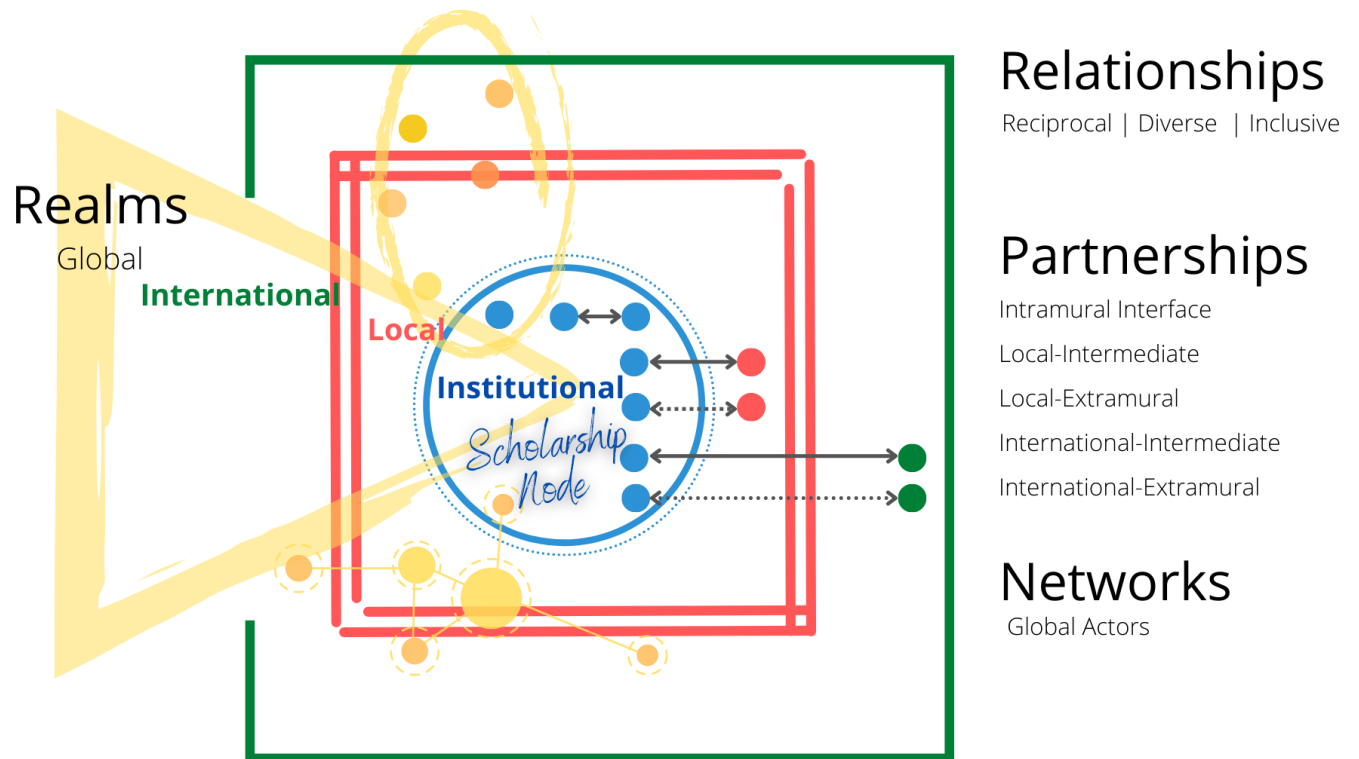 Realms
Global
International
Local
Institutional
Scholarship
Node
Relationships
Reciprocal | Diverse | Inclusive
Partnerships
Intramural Interface
Local-Intermediate
Local-Extramural
International-Intermediate
International-Extramural
Networks
Global Actors